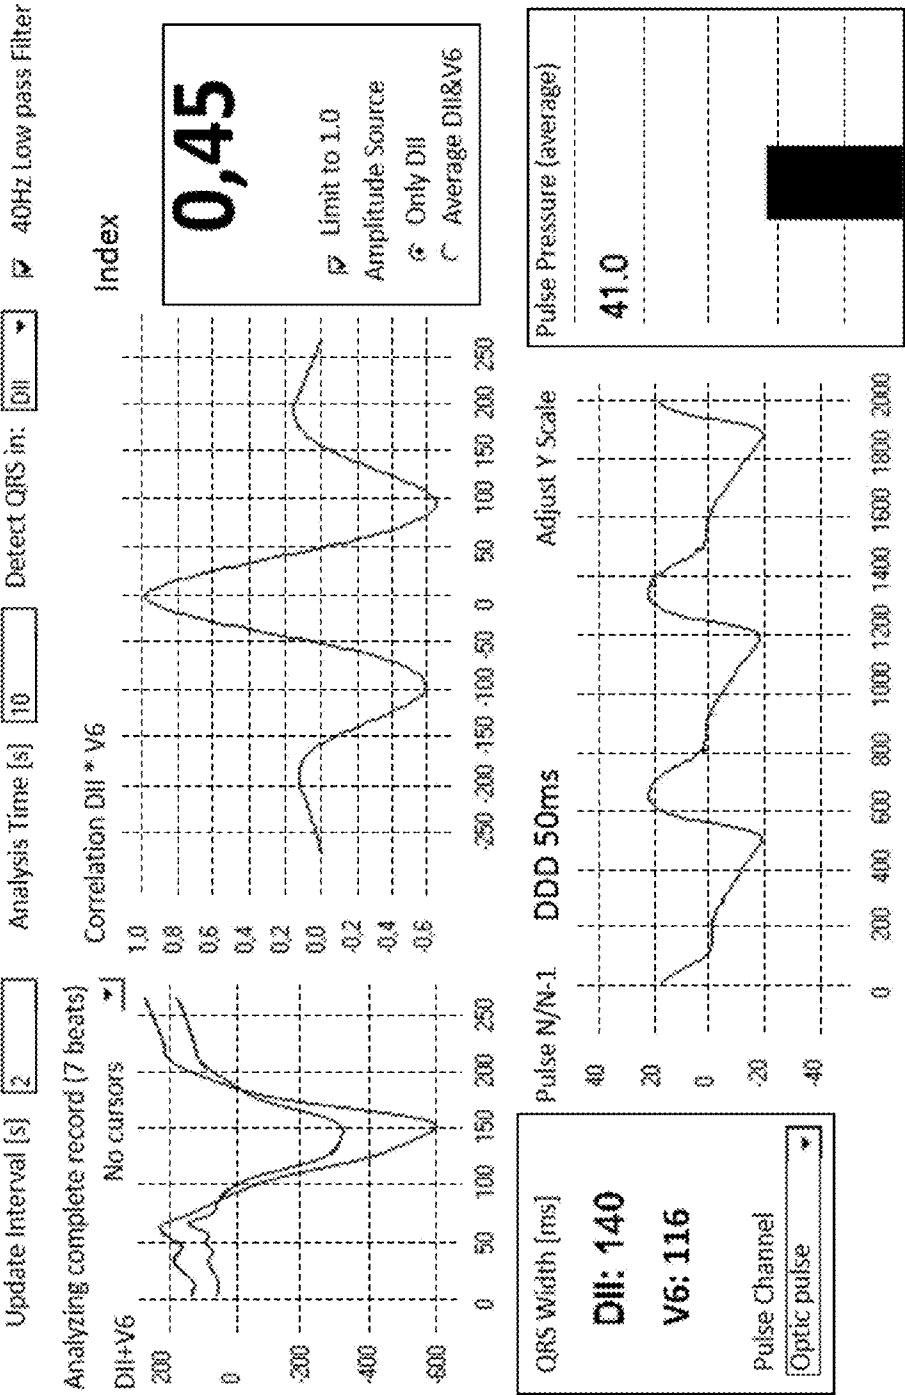 Update Interval [s] 2 Analysis Time [s] 10 Detect QRS in: DII 40Hz Low pass Filter
Analyzing complete record (7 beats)
DII+V6 No cursors
200
0
-200
-400
-600
0 50 100 150 200 250
Correlation DII * V6
1,0
0,8
0,6
0,4
0,2
0,0
-0,2
-0,4
-0,6
-250 -200 -150 -100 -50 0 50 100 150 200 250
Index
0,45
Limit to 1.0
Amplitude Source
Only DII
Average DII&V6
QRS Width [ms]
DII: 140
V6: 116
Pulse Channel
Optic pulse
Pulse N/N-1 DDD 50ms Adjust Y Scale
40
20
0
-20
-40
0 200 400 600 800 1000 1200 1400 1600 1800 2000
Pulse Pressure (average)
41.0